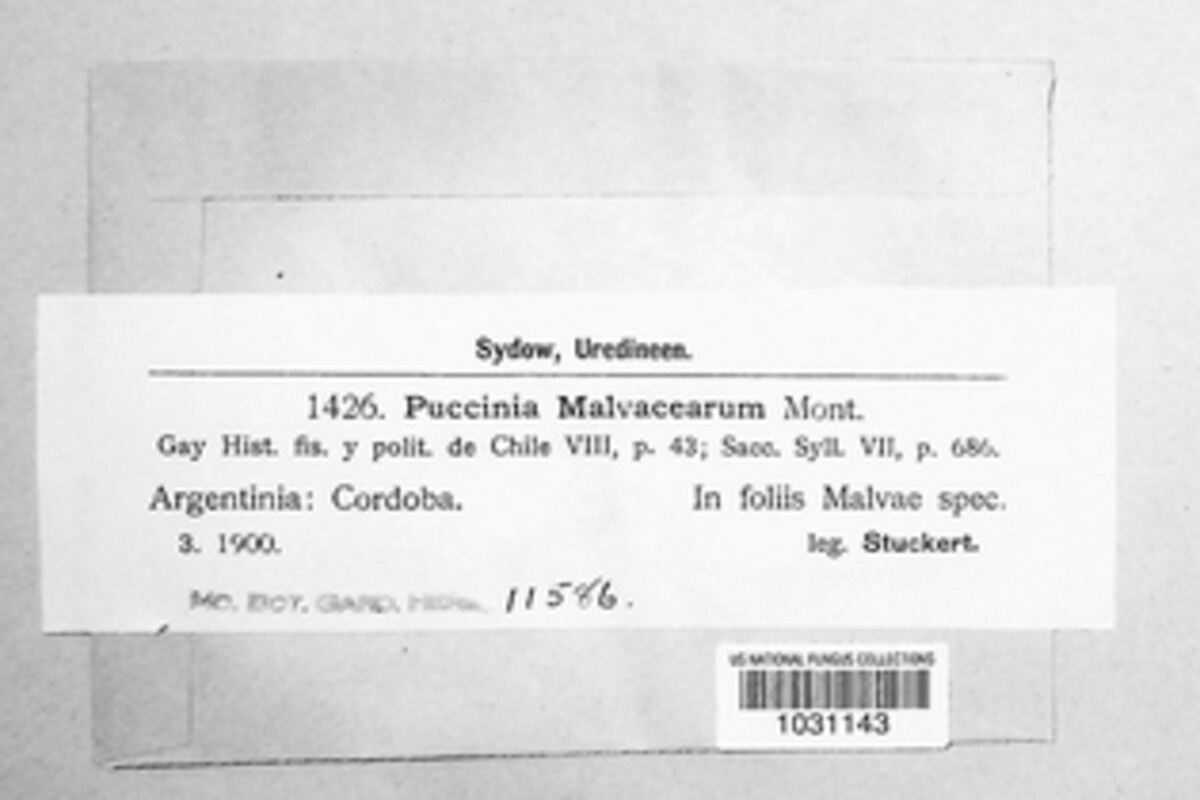 Sydow, Uredineen.
1426. Puccinia Malvacearum Mont.
Gay Hist. fis. y polit. de Chile VIII, p. 43; Sacc. Syll. VII, p. 686.
Argentinia: Cordoba. In foliis Malvae spec.
3. 1900. leg. Stuckert.
MO. BOT. GARD. HERB. 11586.
US NATIONAL FUNGUS COLLECTIONS
1031143